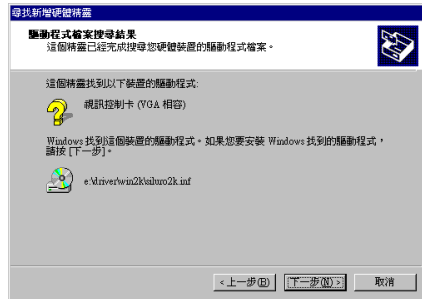 尋找新增硬體精靈
驅動程式檔案搜尋結果
這個精靈已經完成搜尋您硬體裝置的驅動程式檔案。
這個精靈找到以下裝置的驅動程式:
視訊控制卡 (VGA 相容)
Windows 找到這個裝置的驅動程式。如果您要安裝 Windows 找到的驅動程式,
請按 [下一步]。
e:\driver\win2k\siluro2k.inf
<上一步(B)
下一步(N)>
取消